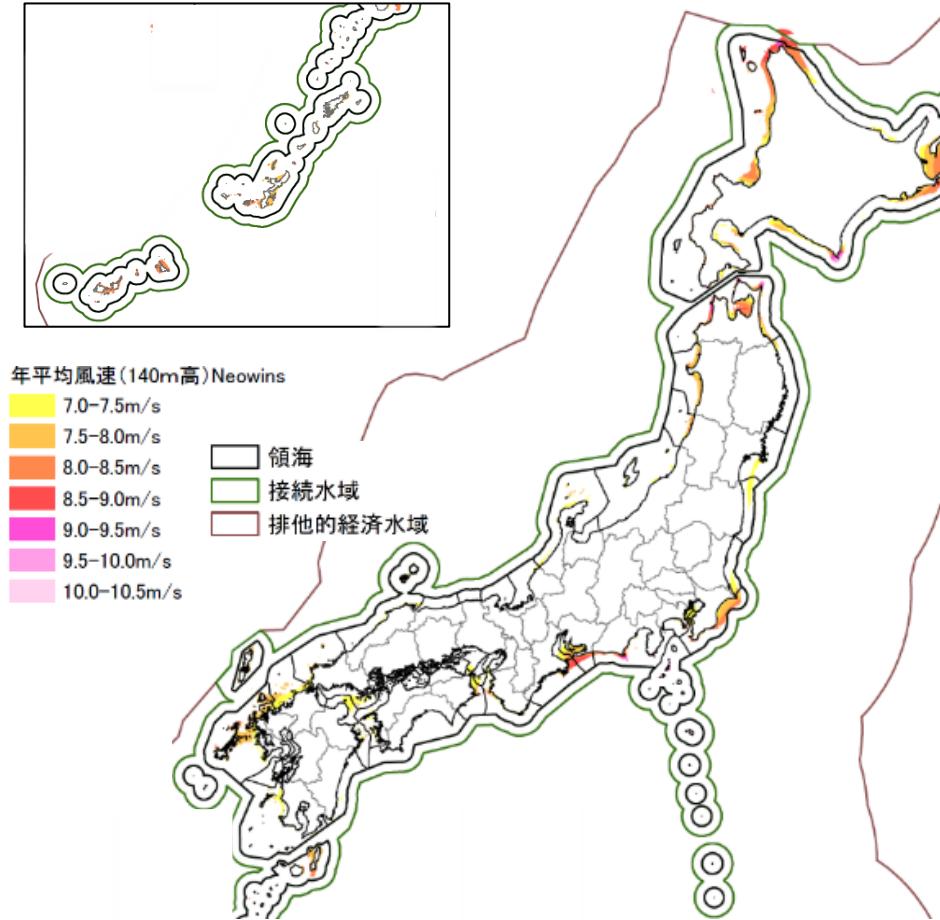 年平均風速(140m高)Neowins
7.0-7.5m/s
7.5-8.0m/s
8.0-8.5m/s
8.5-9.0m/s
9.0-9.5m/s
9.5-10.0m/s
10.0-10.5m/s
領海
接続水域
排他的経済水域